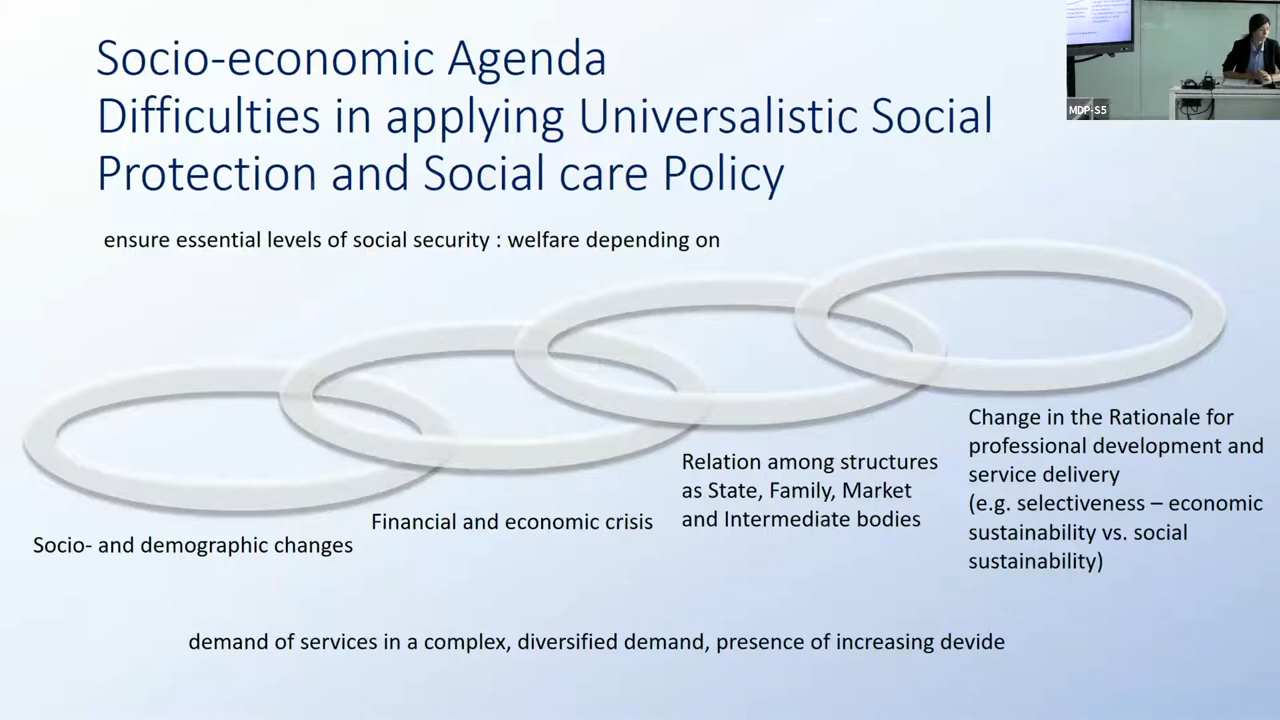 Socio-economic Agenda
Difficulties in applying Universalistic Social
Protection and Social care Policy
MDP-S5
ensure essential levels of social security : welfare depending on
Socio- and demographic changes
Financial and economic crisis
Relation among structures
as State, Family, Market
and Intermediate bodies
Change in the Rationale for
professional development and
service delivery
(e.g. selectiveness – economic
sustainability vs. social
sustainability)
demand of services in a complex, diversified demand, presence of increasing devide